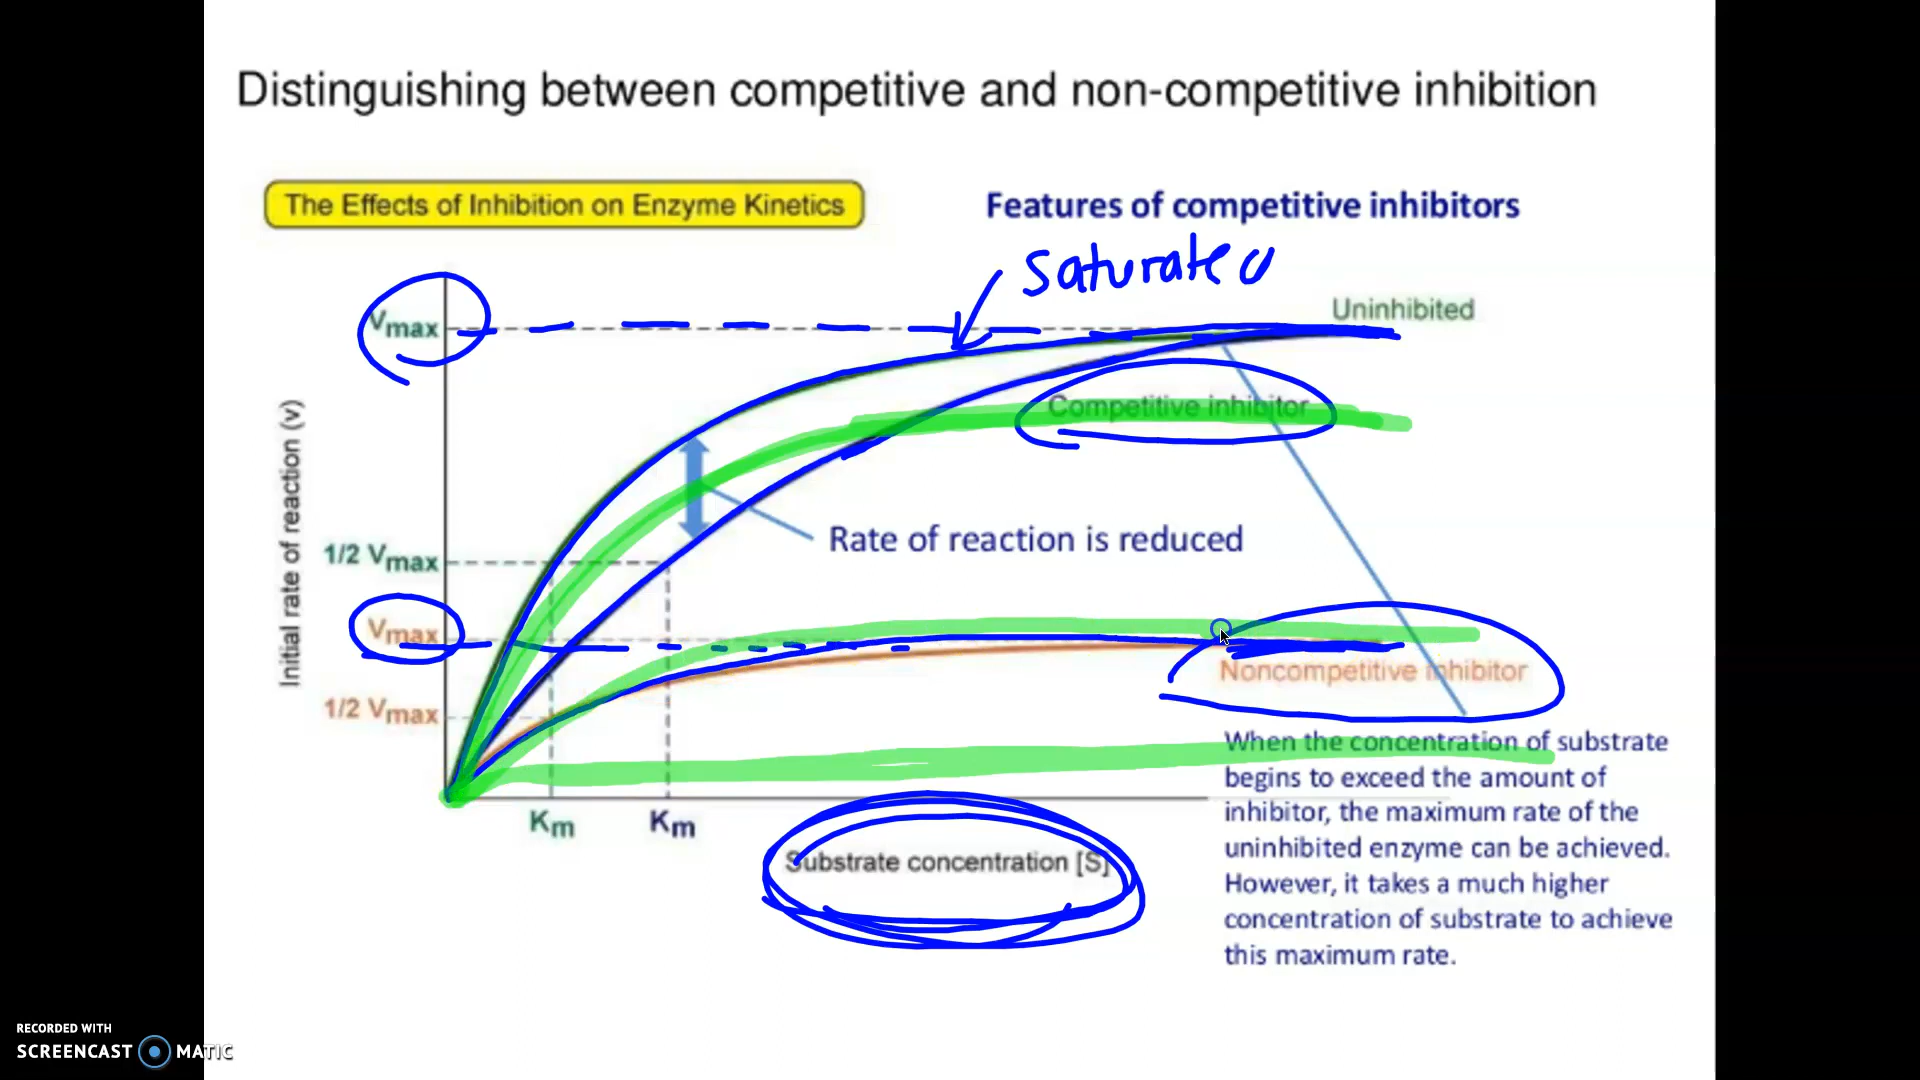 Distinguishing between competitive and non-competitive inhibition
The Effects of Inhibition on Enzyme Kinetics
Features of competitive inhibitors
saturated
Uninhibited
Vmax
Competitive inhibitor
Initial rate of reaction (v)
Rate of reaction is reduced
1/2 Vmax
Vmax
Noncompetitive inhibitor
1/2 Vmax
When the concentration of substrate
begins to exceed the amount of
inhibitor, the maximum rate of the
uninhibited enzyme can be achieved.
However, it takes a much higher
concentration of substrate to achieve
this maximum rate.
Km
Km
Substrate concentration [S]
RECORDED WITH
SCREENCAST MATIC